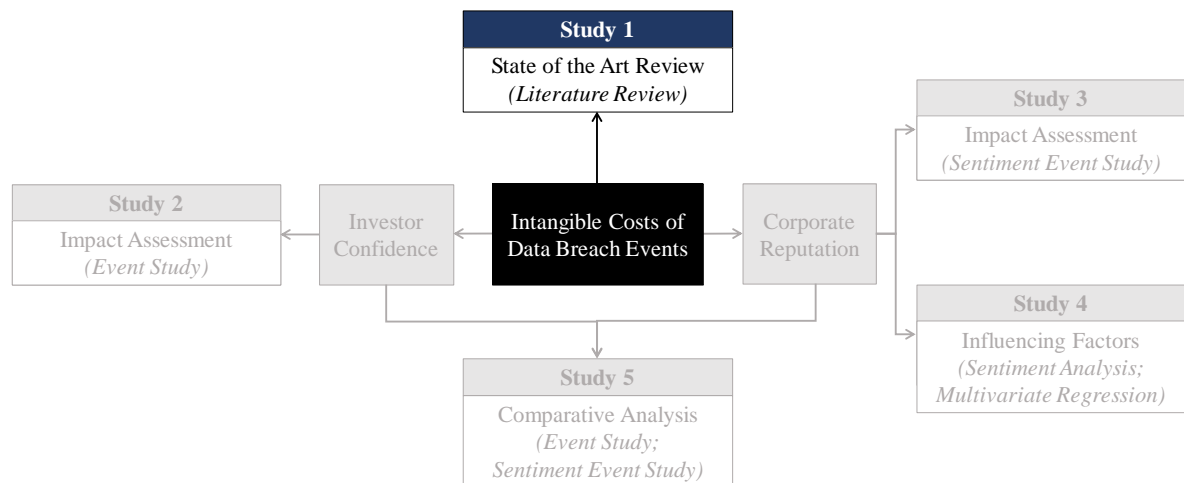 Study 1
State of the Art Review
(Literature Review)
Study 3
Impact Assessment
(Sentiment Event Study)
Study 2
Impact Assessment
(Event Study)
Investor
Confidence
Intangible Costs of
Data Breach Events
Corporate
Reputation
Study 4
Influencing Factors
(Sentiment Analysis;
Multivariate Regression)
Study 5
Comparative Analysis
(Event Study;
Sentiment Event Study)